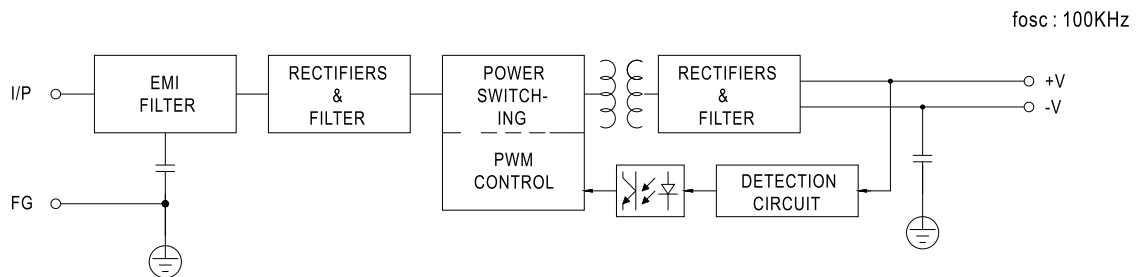 fosc : 100KHz
I/P
EMI
FILTER
RECTIFIERS
&
FILTER
POWER
SWITCH-
ING
PWM
CONTROL
RECTIFIERS
&
FILTER
+V
-V
DETECTION
CIRCUIT
FG